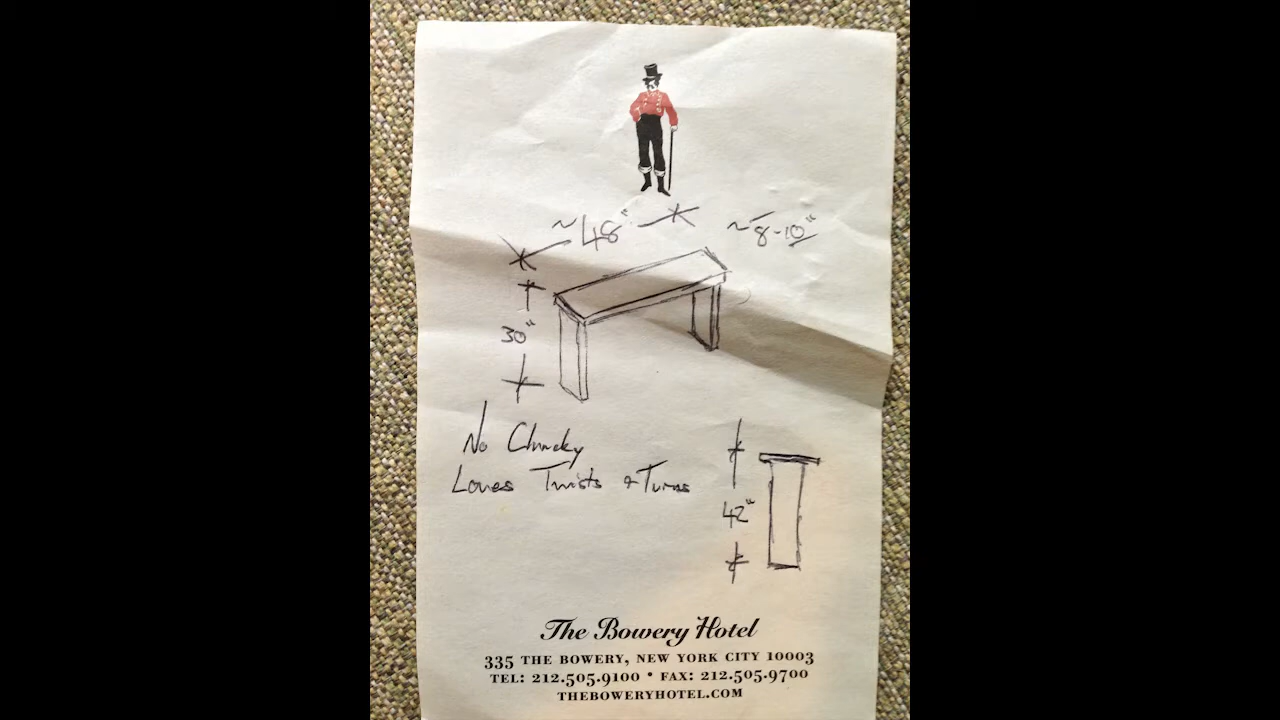 ~48"
~8-10"
30"
No Chunky
Loves Twists & Turns
42"
The Bowery Hotel
335 THE BOWERY, NEW YORK CITY 10003
TEL: 212.505.9100 • FAX: 212.505.9700
THEBOWERYHOTEL.COM